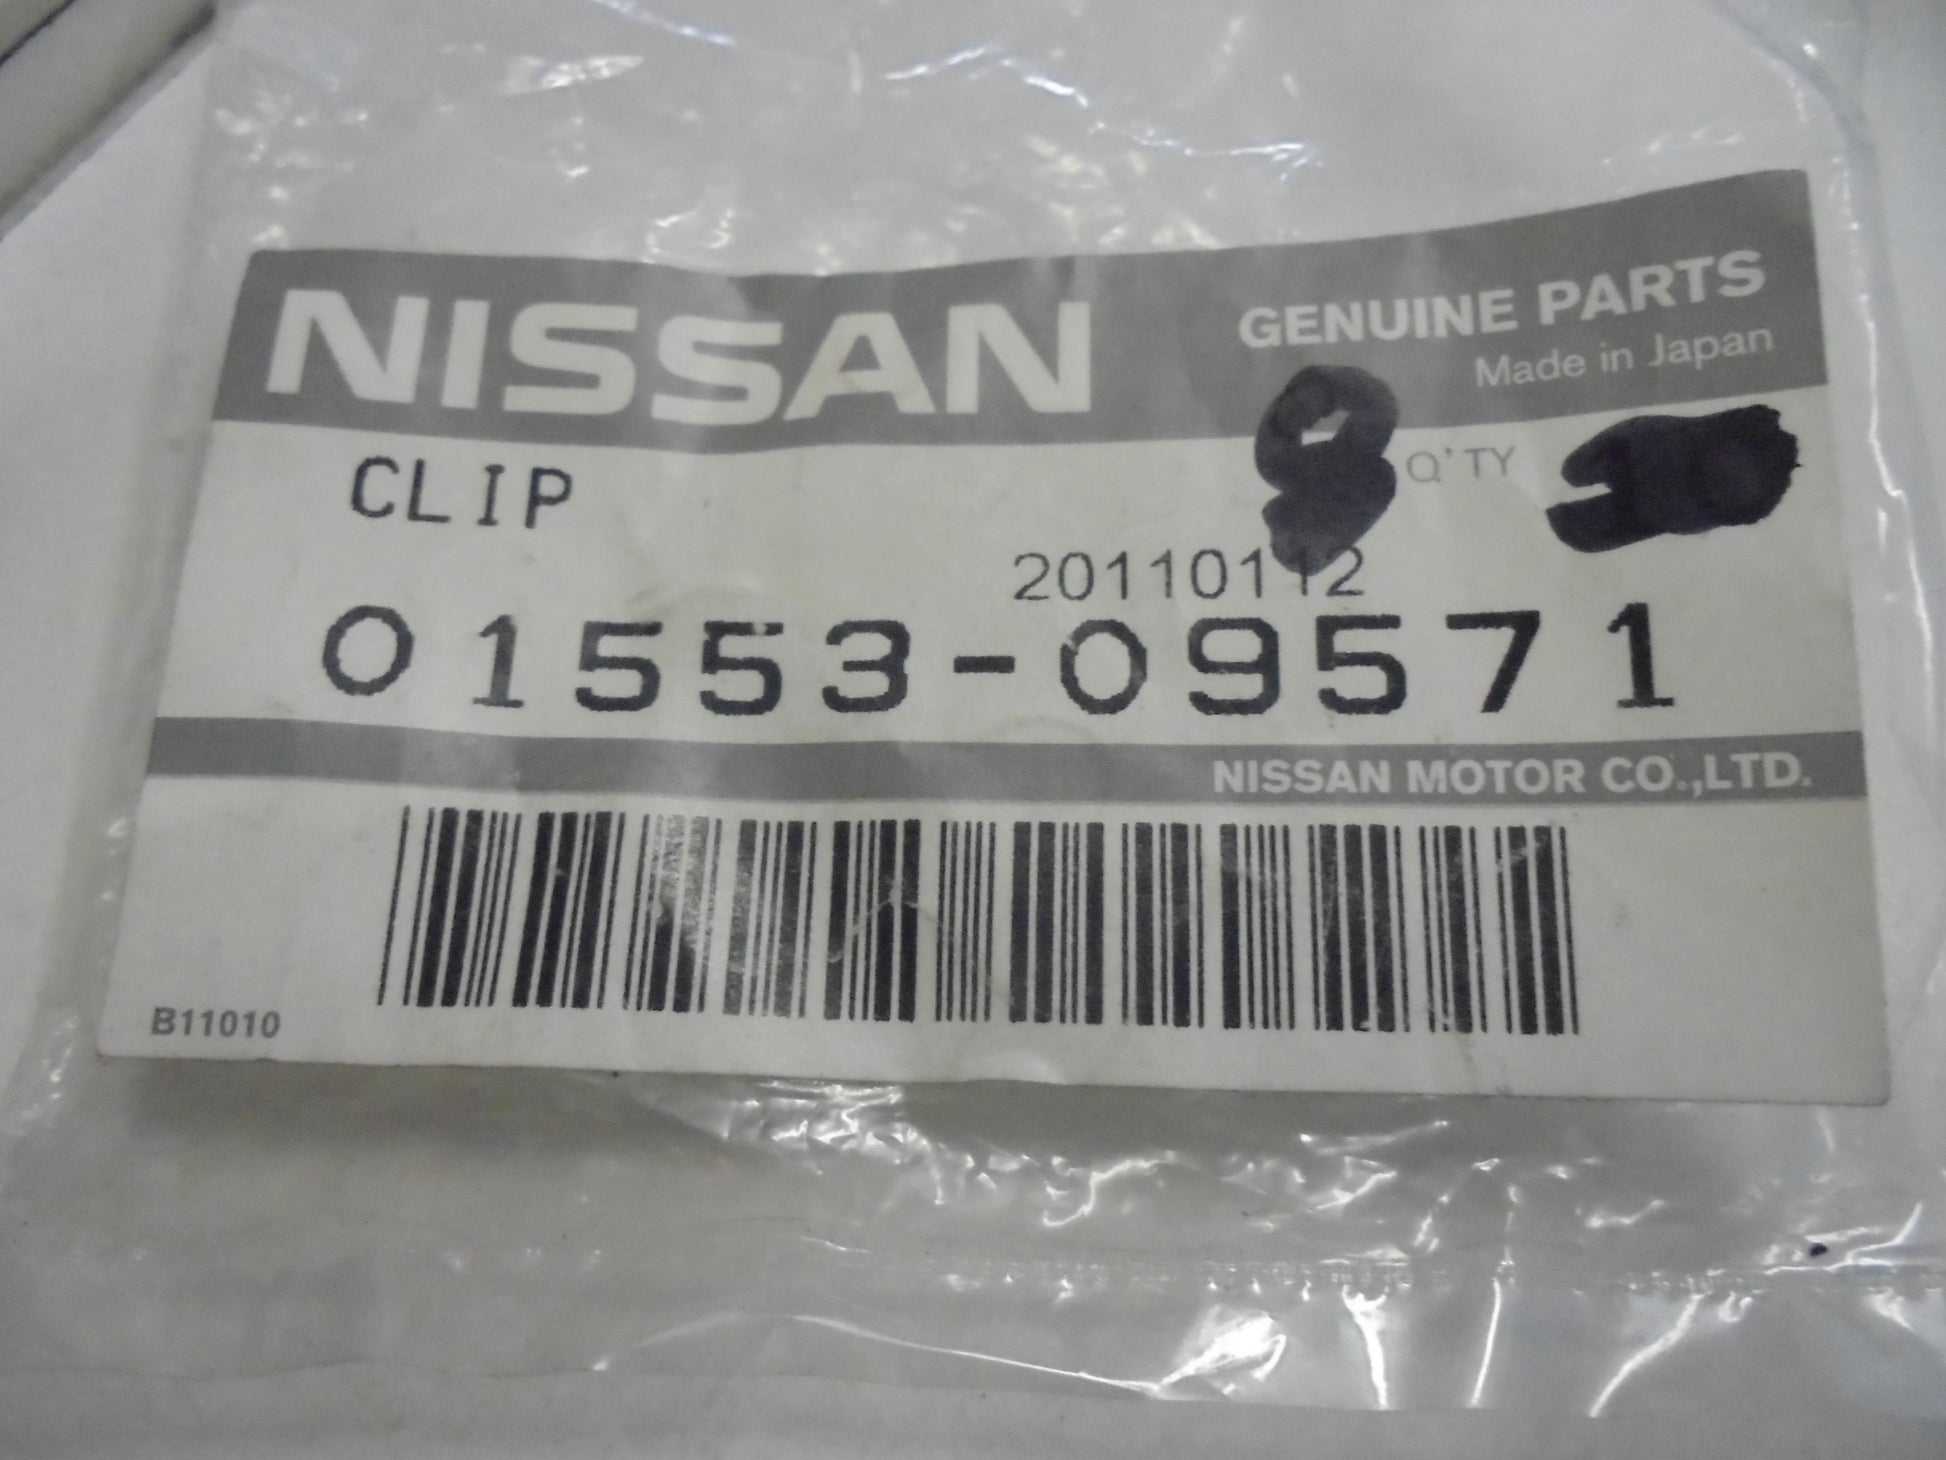 NISSAN
GENUINE PARTS
Made in Japan
CLIP
Q'TY
20110112
01553-09571
NISSAN MOTOR CO.,LTD.
B11010